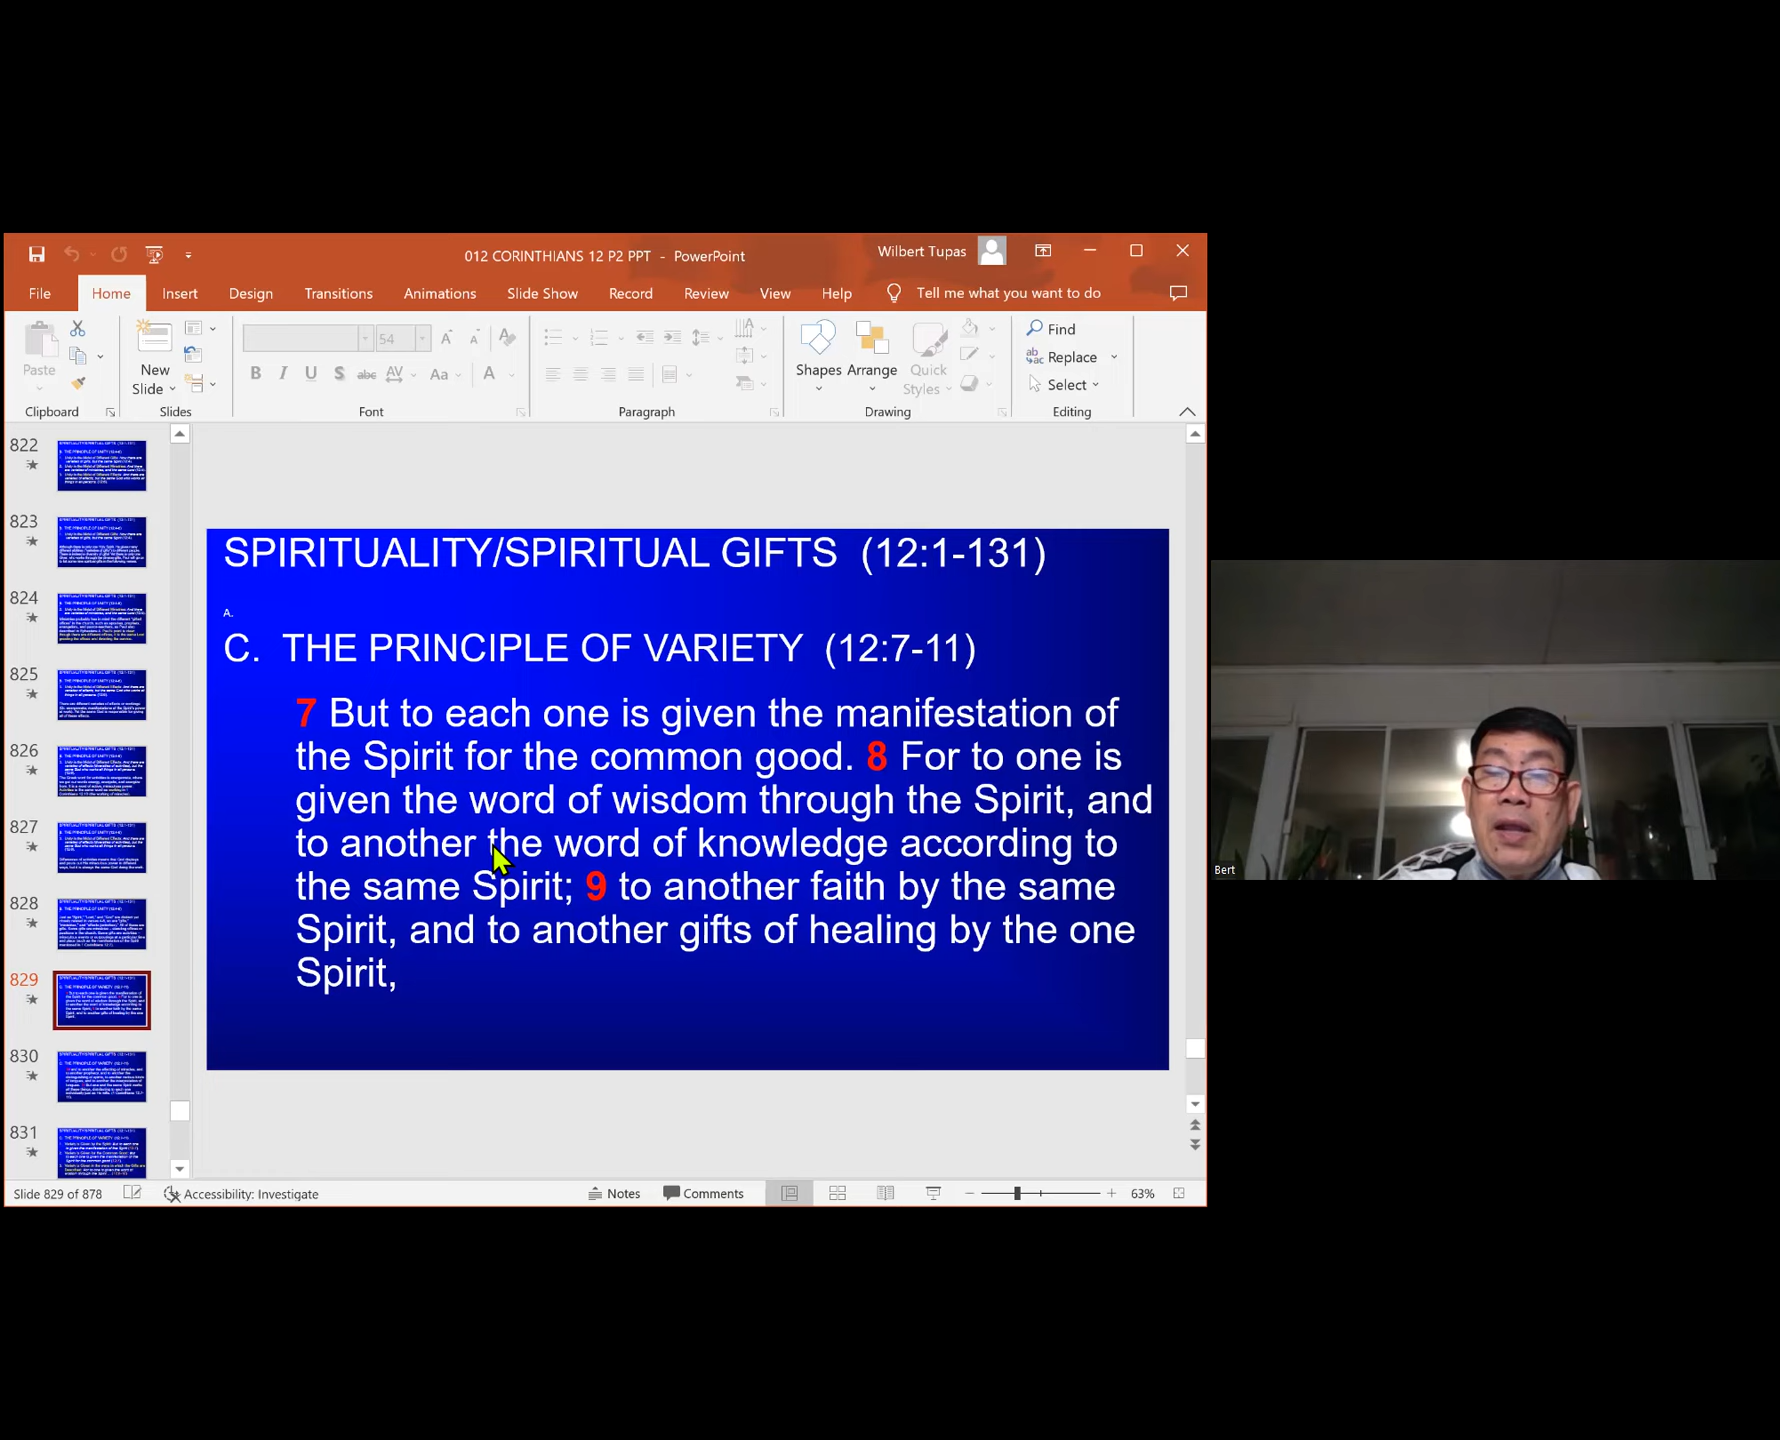 012 CORINTHIANS 12 P2 PPT - PowerPoint
Wilbert Tupas
File Home Insert Design Transitions Animations Slide Show Record Review View Help Tell me what you want to do
Paste
Clipboard
New
Slide
Slides
54
B I U S abc AV Aa A
Font
Paragraph
Shapes Arrange Quick
Styles
Drawing
Find
Replace
Select
Editing
822
823
824
825
826
827
828
829
830
831
SPIRITUALITY/SPIRITUAL GIFTS (12:1-131)
A.
C. THE PRINCIPLE OF VARIETY (12:7-11)
7 But to each one is given the manifestation of
the Spirit for the common good. 8 For to one is
given the word of wisdom through the Spirit, and
to another the word of knowledge according to
the same Spirit; 9 to another faith by the same
Spirit, and to another gifts of healing by the one
Spirit,
Bert
Slide 829 of 878 Accessibility: Investigate Notes Comments 63%